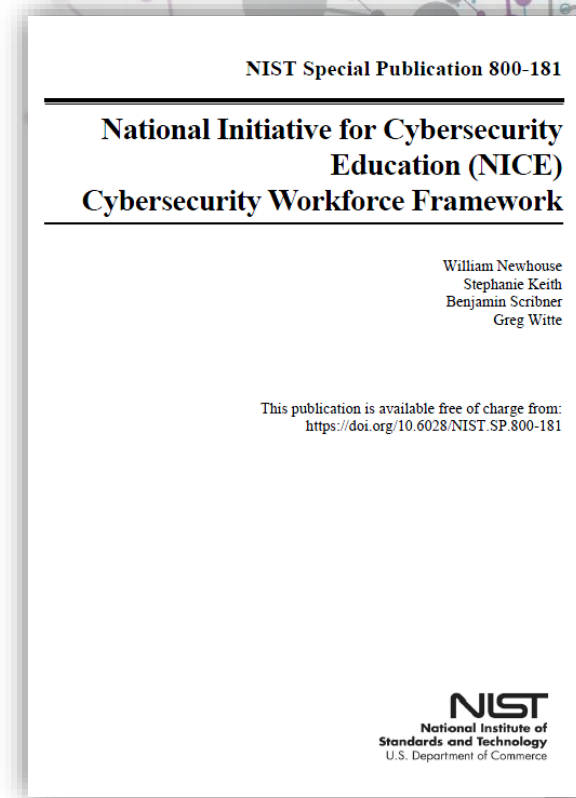 NIST Special Publication 800-181
National Initiative for Cybersecurity
Education (NICE)
Cybersecurity Workforce Framework
William Newhouse
Stephanie Keith
Benjamin Scribner
Greg Witte
This publication is available free of charge from:
https://doi.org/10.6028/NIST.SP.800-181
NIST
National Institute of
Standards and Technology
U.S. Department of Commerce